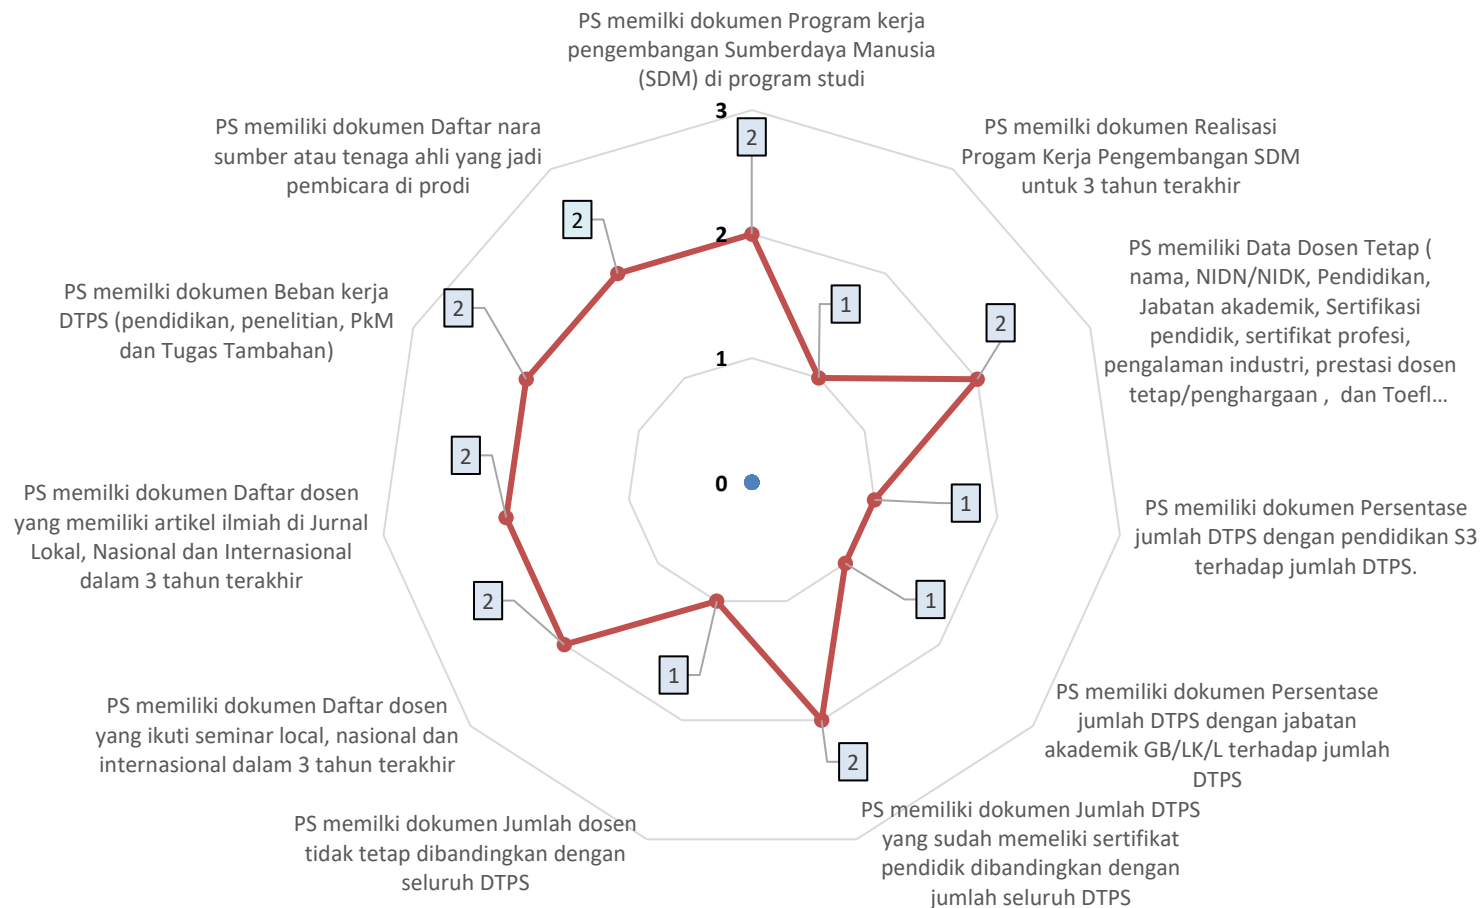 PS memilki dokumen Program kerja
pengembangan Sumberdaya Manusia
(SDM) di program studi
PS memilki dokumen Realisasi
Progam Kerja Pengembangan SDM
untuk 3 tahun terakhir
PS memiliki Data Dosen Tetap (
nama, NIDN/NIDK, Pendidikan,
Jabatan akademik, Sertifikasi
pendidik, sertifikat profesi,
pengalaman industri, prestasi dosen
tetap/penghargaan , dan Toefl...
PS memiliki dokumen Persentase
jumlah DTPS dengan pendidikan S3
terhadap jumlah DTPS.
PS memiliki dokumen Persentase
jumlah DTPS dengan jabatan
akademik GB/LK/L terhadap jumlah
DTPS
PS memiliki dokumen Jumlah DTPS
yang sudah memeliki sertifikat
pendidik dibandingkan dengan
jumlah seluruh DTPS
PS memilki dokumen Jumlah dosen
tidak tetap dibandingkan dengan
seluruh DTPS
PS memiliki dokumen Daftar dosen
yang ikuti seminar local, nasional dan
internasional dalam 3 tahun terakhir
PS memilki dokumen Daftar dosen
yang memiliki artikel ilmiah di Jurnal
Lokal, Nasional dan Internasional
dalam 3 tahun terakhir
PS memilki dokumen Beban kerja
DTPS (pendidikan, penelitian, PkM
dan Tugas Tambahan)
PS memiliki dokumen Daftar nara
sumber atau tenaga ahli yang jadi
pembicara di prodi
3
2
1
0
2
1
2
1
1
2
1
2
2
2
2